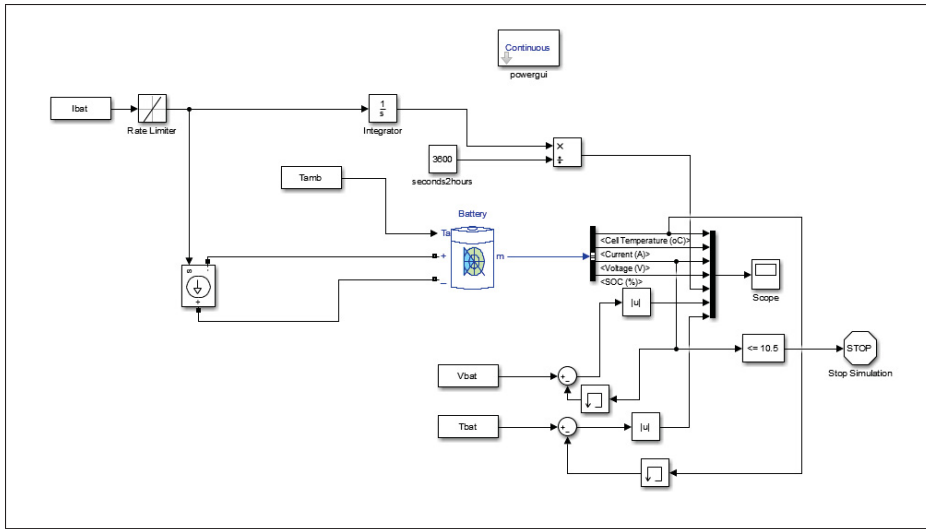 Continuous
powergui
Ibat
Rate Limiter
1
s
Integrator
×
÷
3600
seconds2hours
Tamb
Battery
Ta
+
m
_
<Cell Temperature (oC)>
<Current (A)>
<Voltage (V)>
<SOC (%)>
s
-
+
Scope
|u|
<= 10.5
STOP
Stop Simulation
Vbat
+
_
Tbat
+
_
|u|